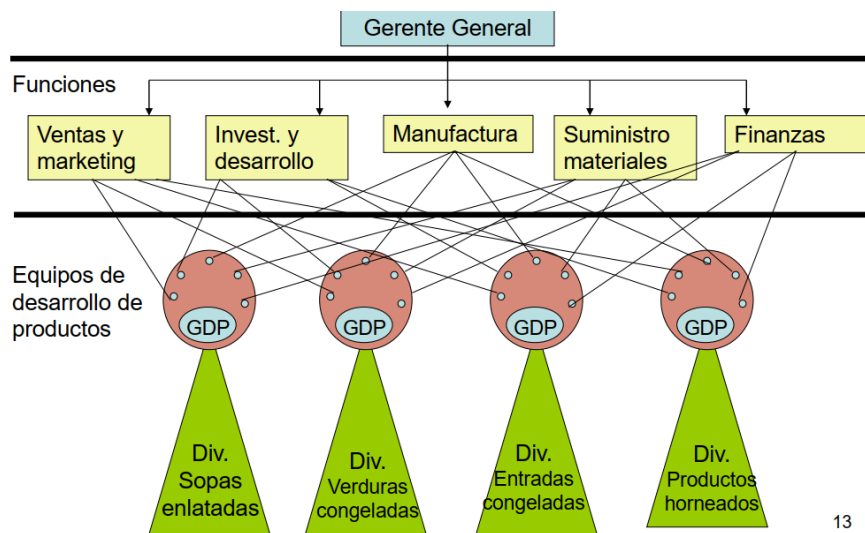 Gerente General
Funciones
Ventas y
marketing
Invest. y
desarrollo
Manufactura
Suministro
materiales
Finanzas
Equipos de
desarrollo de
productos
GDP
GDP
GDP
GDP
Div.
Sopas
enlatadas
Div.
Verduras
congeladas
Div.
Entradas
congeladas
Div.
Productos
horneados
13